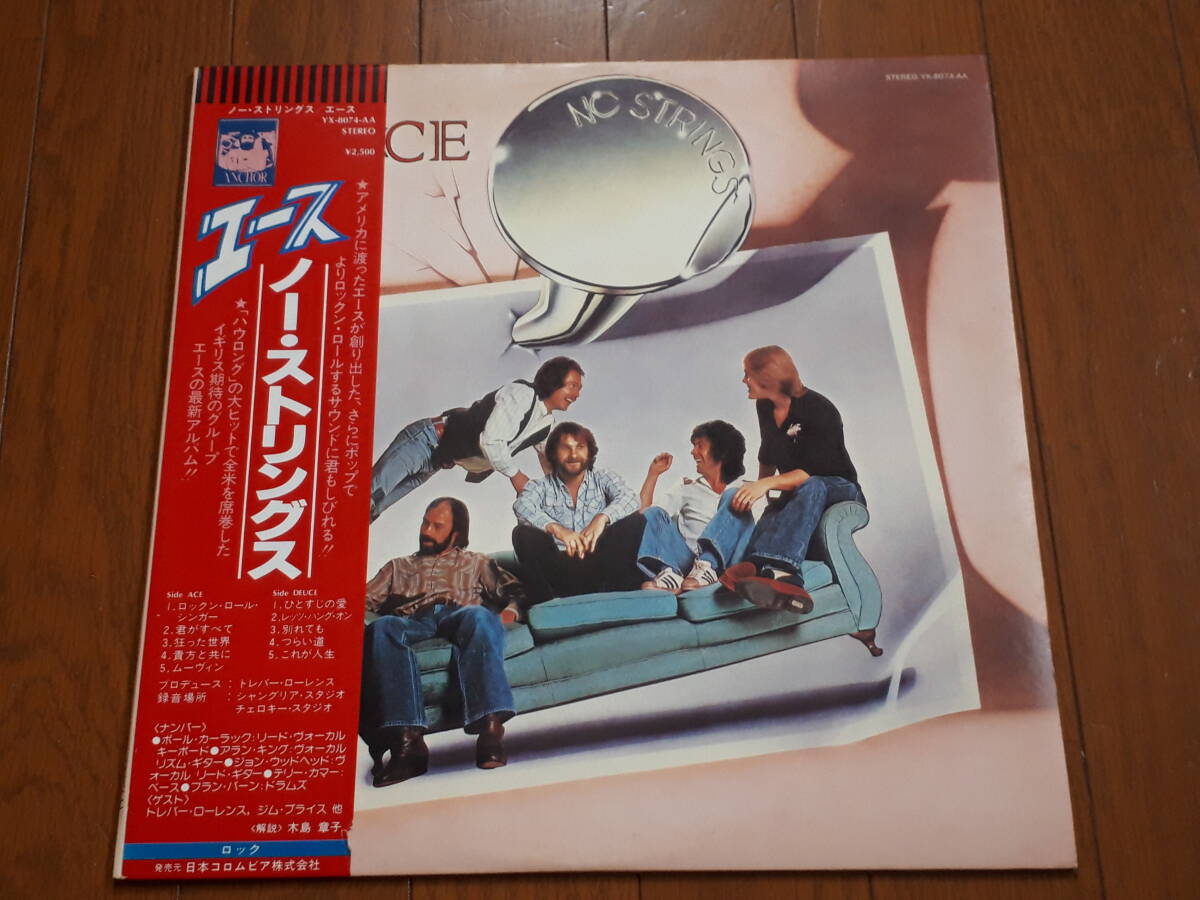 ノー・ストリングス／エース
YX-8074-AA
STEREO
¥2,500
ANCHOR
エース
ノー・ストリングス
★アメリカに渡ったエースが創り出した、さらにポップで
よりロックン・ロールするサウンドに君もしびれる!!
★「ハウロング」の大ヒットで全米を席巻した
イギリス期待のグループ
エースの最新アルバム!!
Side ACE
1.ロックン・ロール・
シンガー
2.君がすべて
3.狂った世界
4.貴方と共に
5.ムーヴィン
Side DEUCE
1.ひとすじの愛
2.レッツ・ハング・オン
3.別れても
4.つらい道
5.これが人生
プロデュース：トレバー・ローレンス
録音場所：シャングリア・スタジオ
チェロキー・スタジオ
〈ナンバー〉
●ポール・カーラック:リード・ヴォーカル
キーボード●アラン・キング:ヴォーカル
リズム・ギター●ジョン・ウッドヘッド:ヴ
ォーカル リード・ギター●テリー・カマー:
ベース●フラン・バーン:ドラムズ
〈ゲスト〉
トレバー・ローレンス, ジム・プライス 他
〈解説〉木島 章子
ロック
発売元 日本コロムビア株式会社
CE
NO STRINGS
STEREO. YX-8074-AA